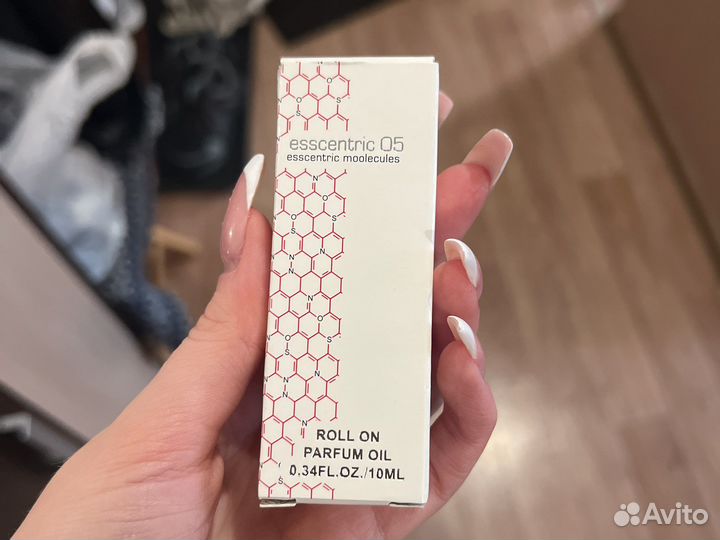 esscentric 05
esscentric moolecules
ROLL ON
PARFUM OIL
0.34FL.OZ./10ML
Avito